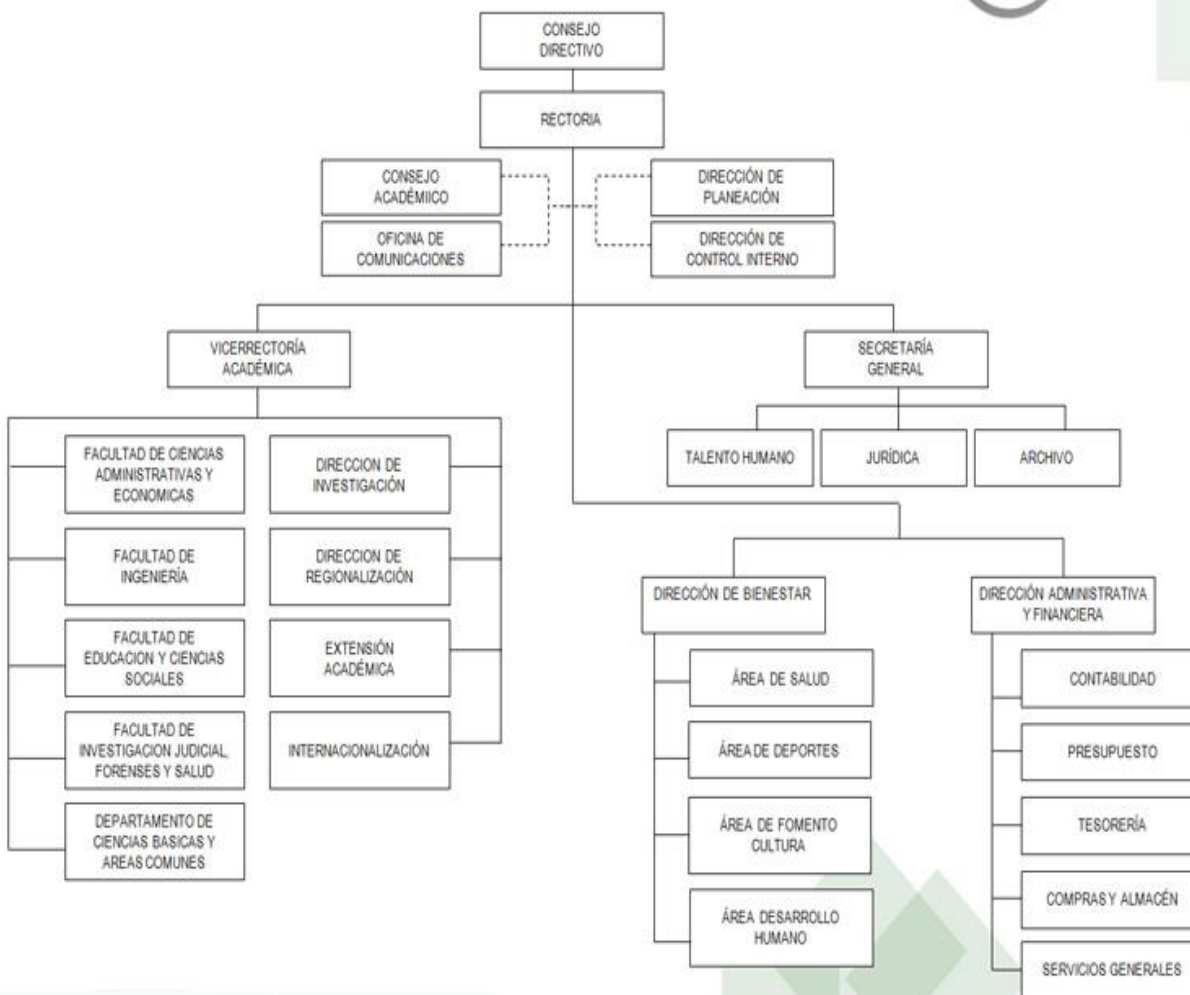 CONSEJO
DIRECTIVO
RECTORIA
CONSEJO
ACADÉMIICO
DIRECCIÓN DE
PLANEACIÓN
OFICINA DE
COMUNICACIONES
DIRECCIÓN DE
CONTROL INTERNO
VICERRECTORÍA
ACADÉMICA
SECRETARÍA
GENERAL
TALENTO HUMANO
JURÍDICA
ARCHIVO
FACULTAD DE CIENCIAS
ADMINISTRATIVAS Y
ECONOMICAS
DIRECCION DE
INVESTIGACIÓN
FACULTAD DE
INGENIERÍA
DIRECCION DE
REGIONALIZACIÓN
FACULTAD DE
EDUCACION Y CIENCIAS
SOCIALES
EXTENSIÓN
ACADÉMICA
FACULTAD DE
INVESTIGACION JUDICIAL,
FORENSES Y SALUD
INTERNACIONALIZACIÓN
DEPARTAMENTO DE
CIENCIAS BASICAS Y
AREAS COMUNES
DIRECCIÓN DE BIENESTAR
ÁREA DE SALUD
ÁREA DE DEPORTES
ÁREA DE FOMENTO
CULTURA
ÁREA DESARROLLO
HUMANO
DIRECCIÓN ADMINISTRATIVA
Y FINANCIERA
CONTABILIDAD
PRESUPUESTO
TESORERÍA
COMPRAS Y ALMACÉN
SERVICIOS GENERALES